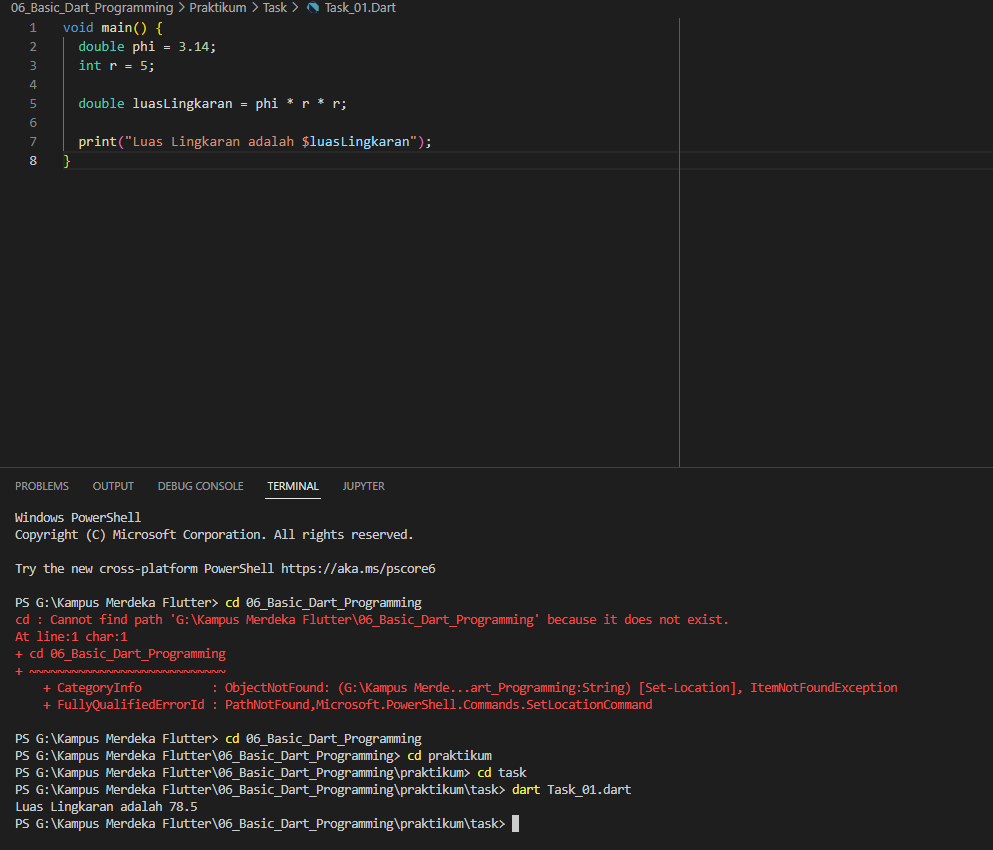 06_Basic_Dart_Programming > Praktikum > Task > Task_01.Dart
1 void main() {
2 double phi = 3.14;
3 int r = 5;
4
5 double luasLingkaran = phi * r * r;
6
7 print("Luas Lingkaran adalah $luasLingkaran");
8 }
PROBLEMS OUTPUT DEBUG CONSOLE TERMINAL JUPYTER
Windows PowerShell
Copyright (C) Microsoft Corporation. All rights reserved.
Try the new cross-platform PowerShell https://aka.ms/pscore6
PS G:\Kampus Merdeka Flutter> cd 06_Basic_Dart_Programming
cd : Cannot find path 'G:\Kampus Merdeka Flutter\06_Basic_Dart_Programming' because it does not exist.
At line:1 char:1
+ cd 06_Basic_Dart_Programming
+ ~~~~~~~~~~~~~~~~~~~~~~~~~~~~
+ CategoryInfo : ObjectNotFound: (G:\Kampus Merde...art_Programming:String) [Set-Location], ItemNotFoundException
+ FullyQualifiedErrorId : PathNotFound,Microsoft.PowerShell.Commands.SetLocationCommand
PS G:\Kampus Merdeka Flutter> cd 06_Basic_Dart_Programming
PS G:\Kampus Merdeka Flutter\06_Basic_Dart_Programming> cd praktikum
PS G:\Kampus Merdeka Flutter\06_Basic_Dart_Programming\praktikum> cd task
PS G:\Kampus Merdeka Flutter\06_Basic_Dart_Programming\praktikum\task> dart Task_01.dart
Luas Lingkaran adalah 78.5
PS G:\Kampus Merdeka Flutter\06_Basic_Dart_Programming\praktikum\task>